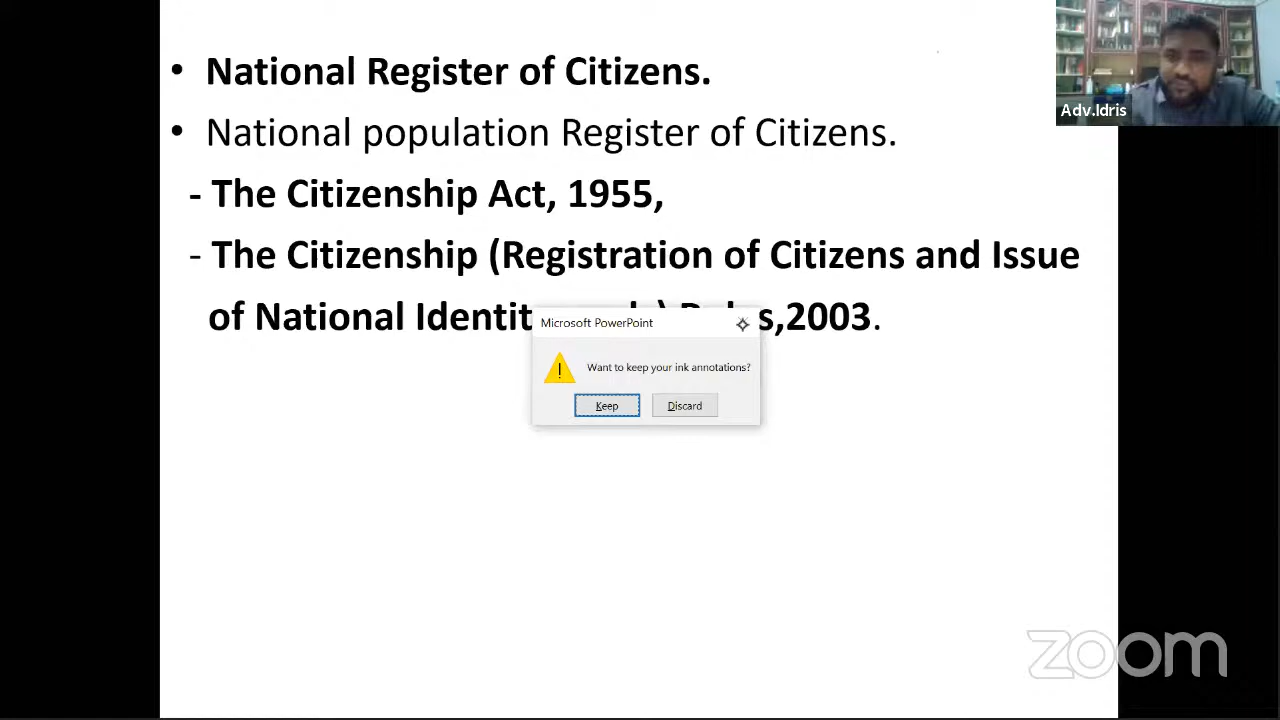 • National Register of Citizens.
Adv.Idris
• National population Register of Citizens.
- The Citizenship Act, 1955,
- The Citizenship (Registration of Citizens and Issue
of National Identit ,2003.
Microsoft PowerPoint
Want to keep your ink annotations?
Keep Discard
zoom